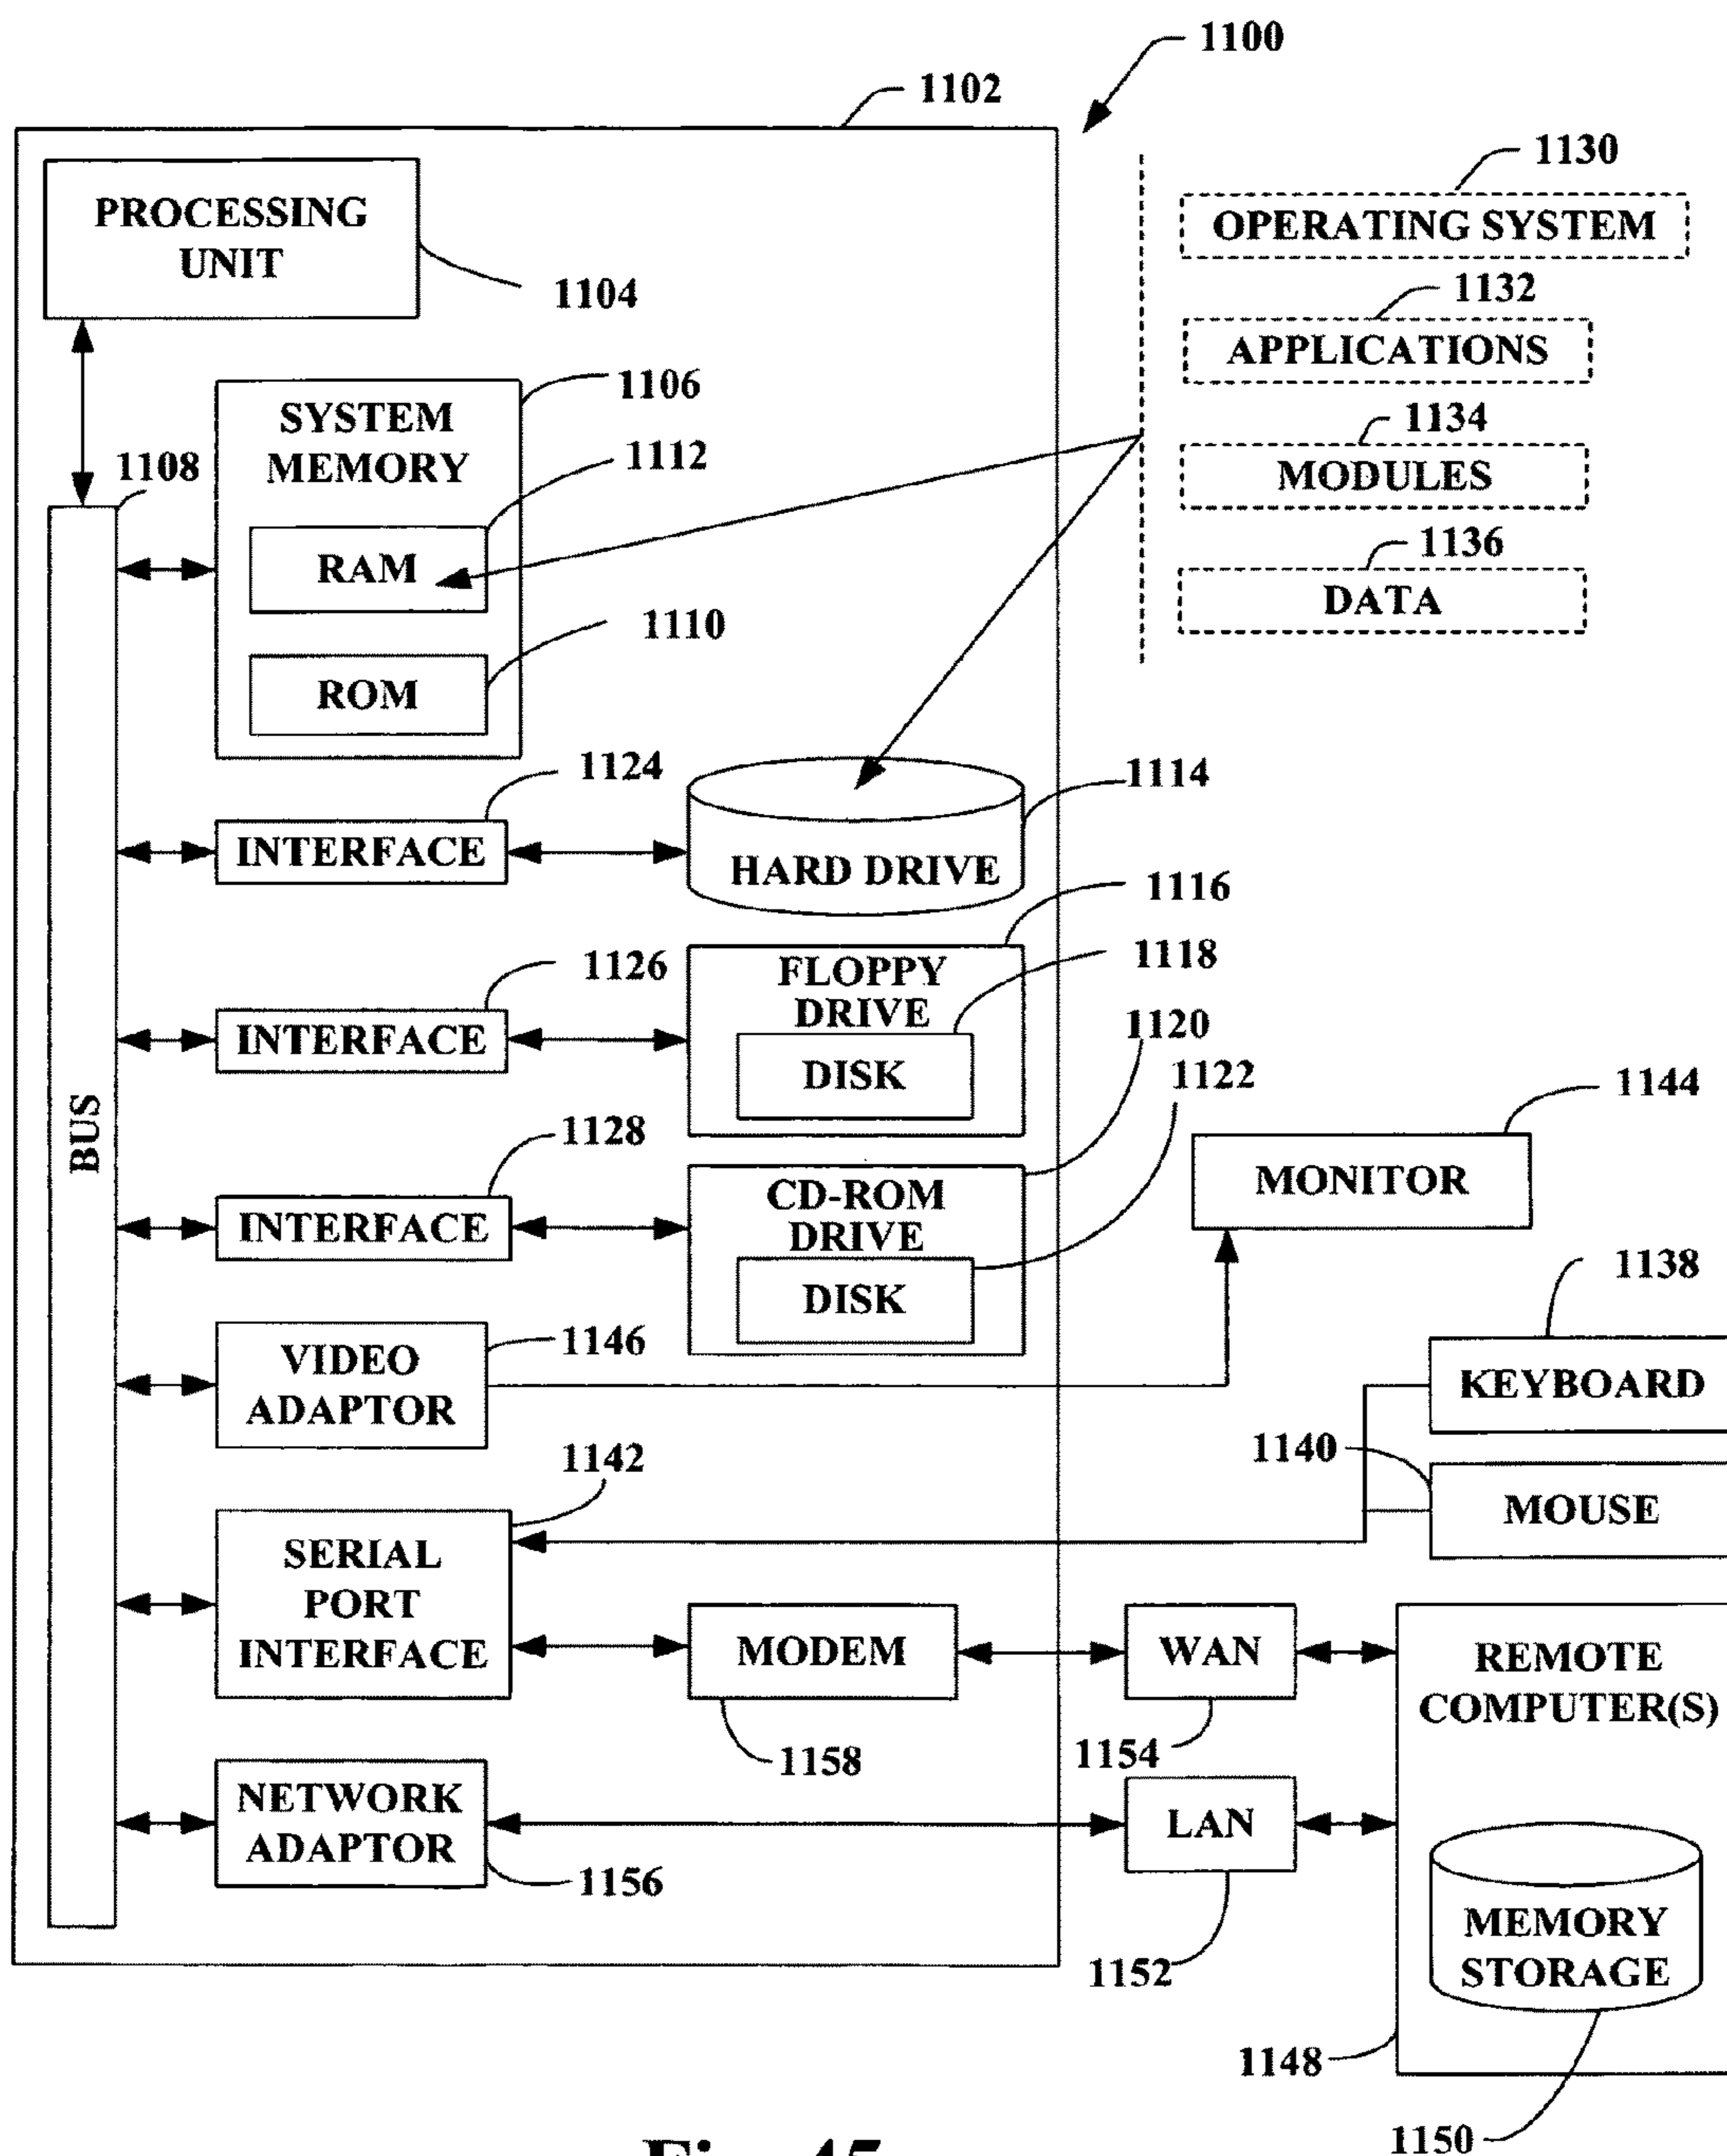 1100
1102
1130
PROCESSING
UNIT
OPERATING SYSTEM
1104
1132
APPLICATIONS
1106
SYSTEM
MEMORY
1134
1112
1108
MODULES
1136
RAM
DATA
1110
ROM
1124
1114
INTERFACE
HARD DRIVE
1116
1126
1118
FLOPPY
DRIVE
1120
INTERFACE
DISK
1122
1144
BUS
1128
MONITOR
CD-ROM
DRIVE
INTERFACE
1138
DISK
1146
VIDEO
ADAPTOR
KEYBOARD
1142
1140
MOUSE
SERIAL
PORT
INTERFACE
MODEM
WAN
REMOTE
COMPUTER(S)
1158
1154
NETWORK
ADAPTOR
LAN
1156
MEMORY
STORAGE
1152
1148
1150